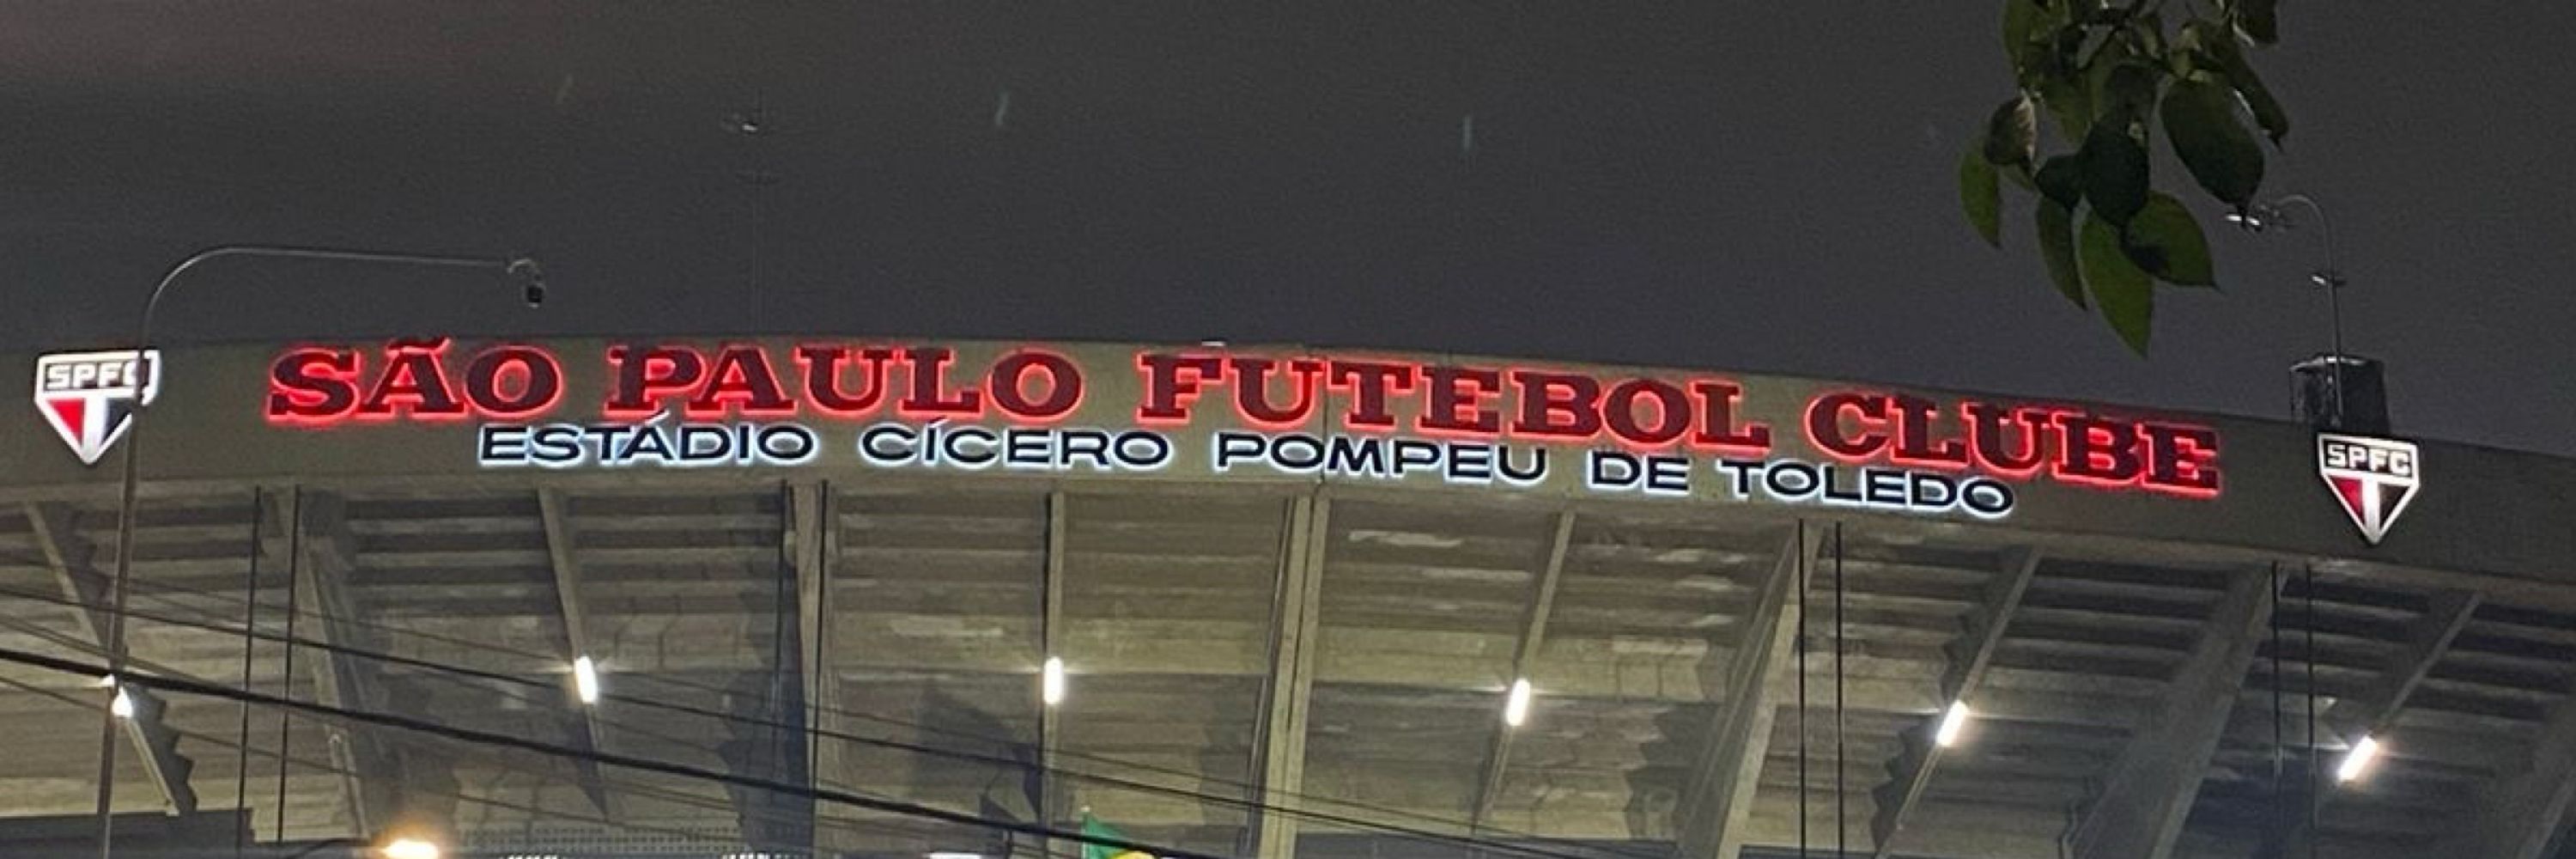 SPFC
SÃO PAULO FUTEBOL CLUBE
ESTÁDIO CÍCERO POMPEU DE TOLEDO
SPFC